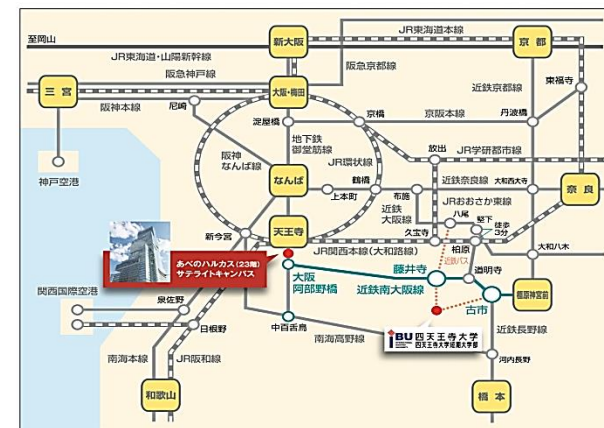 至岡山
JR東海道・山陽新幹線
新大阪
JR東海道本線
京都
阪急神戸線
阪急京都線
三宮
阪神本線
尼崎
大阪・梅田
近鉄京都線
東福寺
淀屋橋
京橋
京阪本線
丹波橋
神戸空港
阪神
なんば線
地下鉄
御堂筋線
JR環状線
放出
JR学研都市線
なんば
上本町
鶴橋
布施
近鉄奈良線
大和西大寺
奈良
近鉄
大阪線
JRおおさか東線
八尾
堅下
徒歩
3分
新今宮
天王寺
久宝寺
柏原
大和八木
JR関西本線(大和路線)
近鉄バス
あべのハルカス(23階)
サテライトキャンパス
大阪
阿部野橋
藤井寺
道明寺
近鉄南大阪線
古市
橿原神宮前
関西国際空港
泉佐野
中百舌鳥
IBU 四天王寺大学
四天王寺大学短期大学部
近鉄長野線
日根野
南海高野線
河内長野
南海本線
JR阪和線
和歌山
橋本